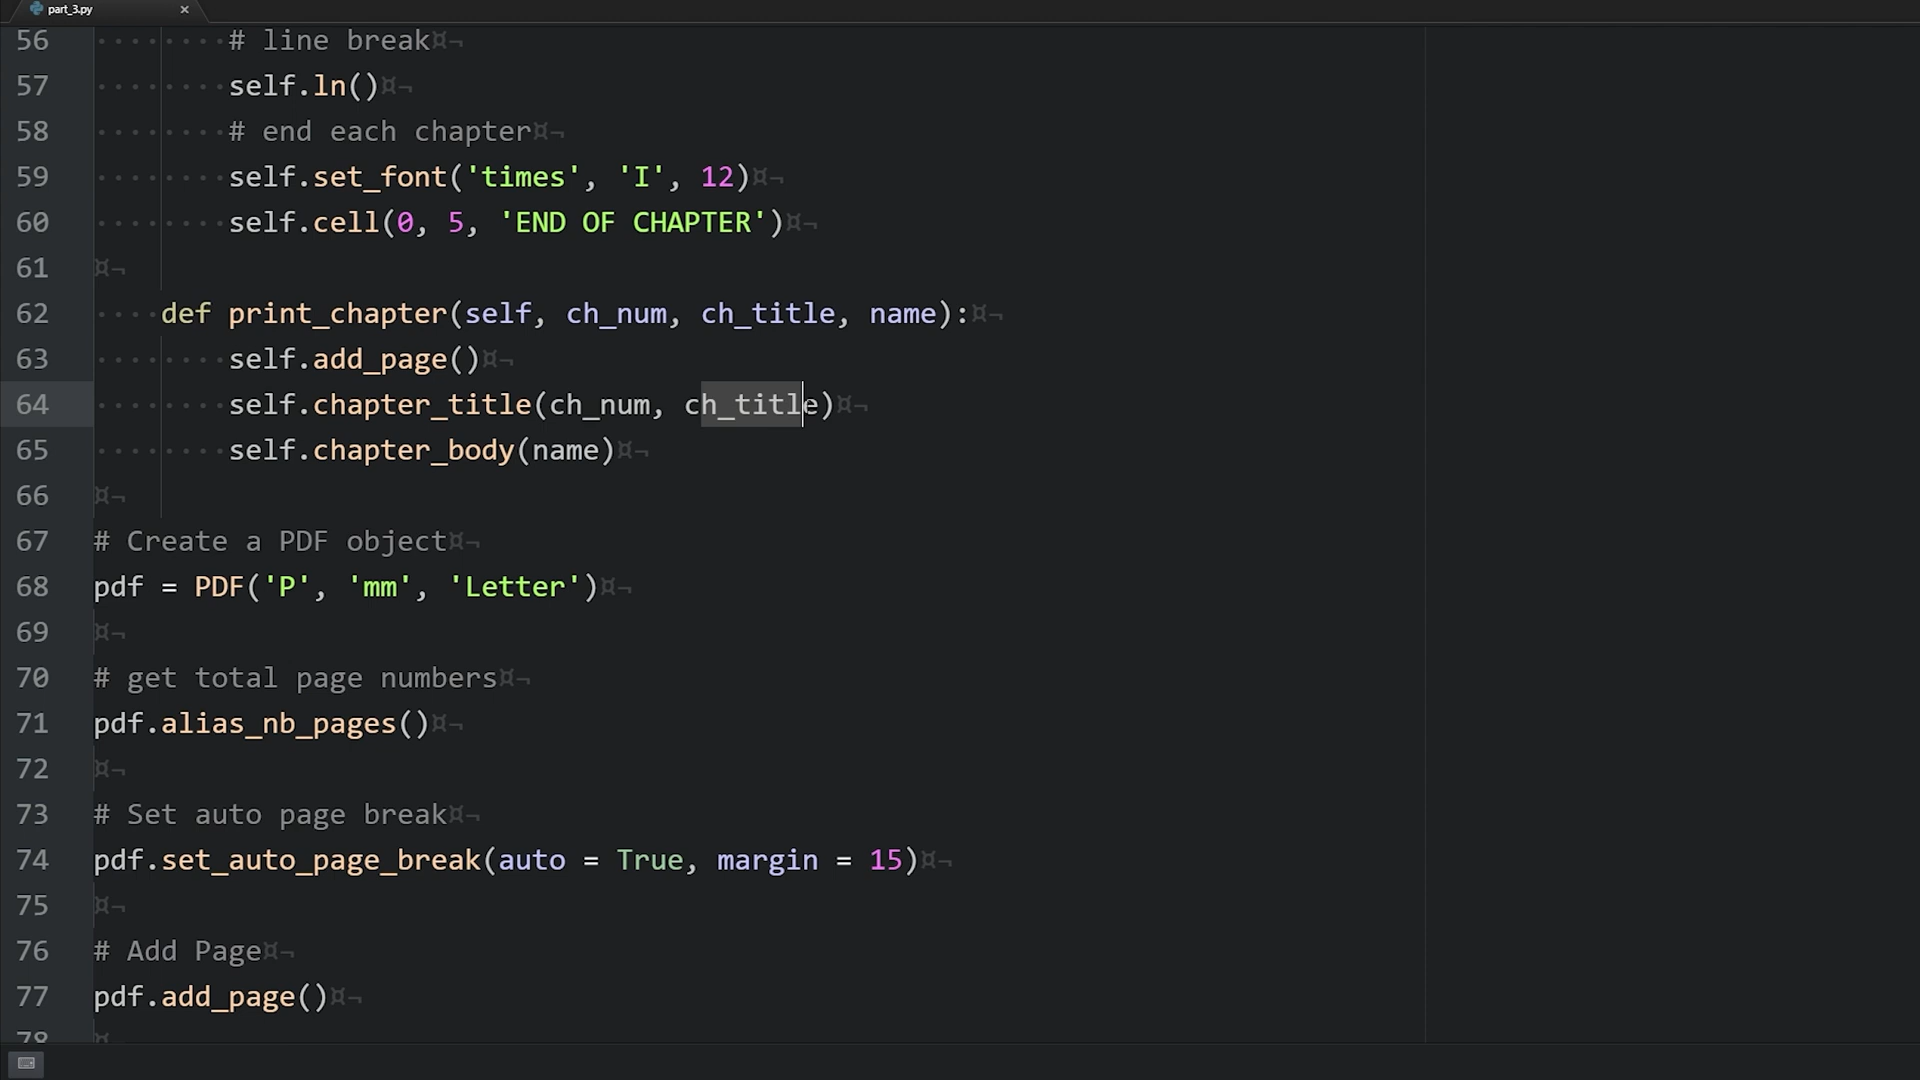 part_3.py ×
56 # line break¤¬
57 self.ln()¤¬
58 # end each chapter¤¬
59 self.set_font('times', 'I', 12)¤¬
60 self.cell(0, 5, 'END OF CHAPTER')¤¬
61 ¤¬
62 def print_chapter(self, ch_num, ch_title, name):¤¬
63 self.add_page()¤¬
64 self.chapter_title(ch_num, ch_title)¤¬
65 self.chapter_body(name)¤¬
66 ¤¬
67 # Create a PDF object¤¬
68 pdf = PDF('P', 'mm', 'Letter')¤¬
69 ¤¬
70 # get total page numbers¤¬
71 pdf.alias_nb_pages()¤¬
72 ¤¬
73 # Set auto page break¤¬
74 pdf.set_auto_page_break(auto = True, margin = 15)¤¬
75 ¤¬
76 # Add Page¤¬
77 pdf.add_page()¤¬
78